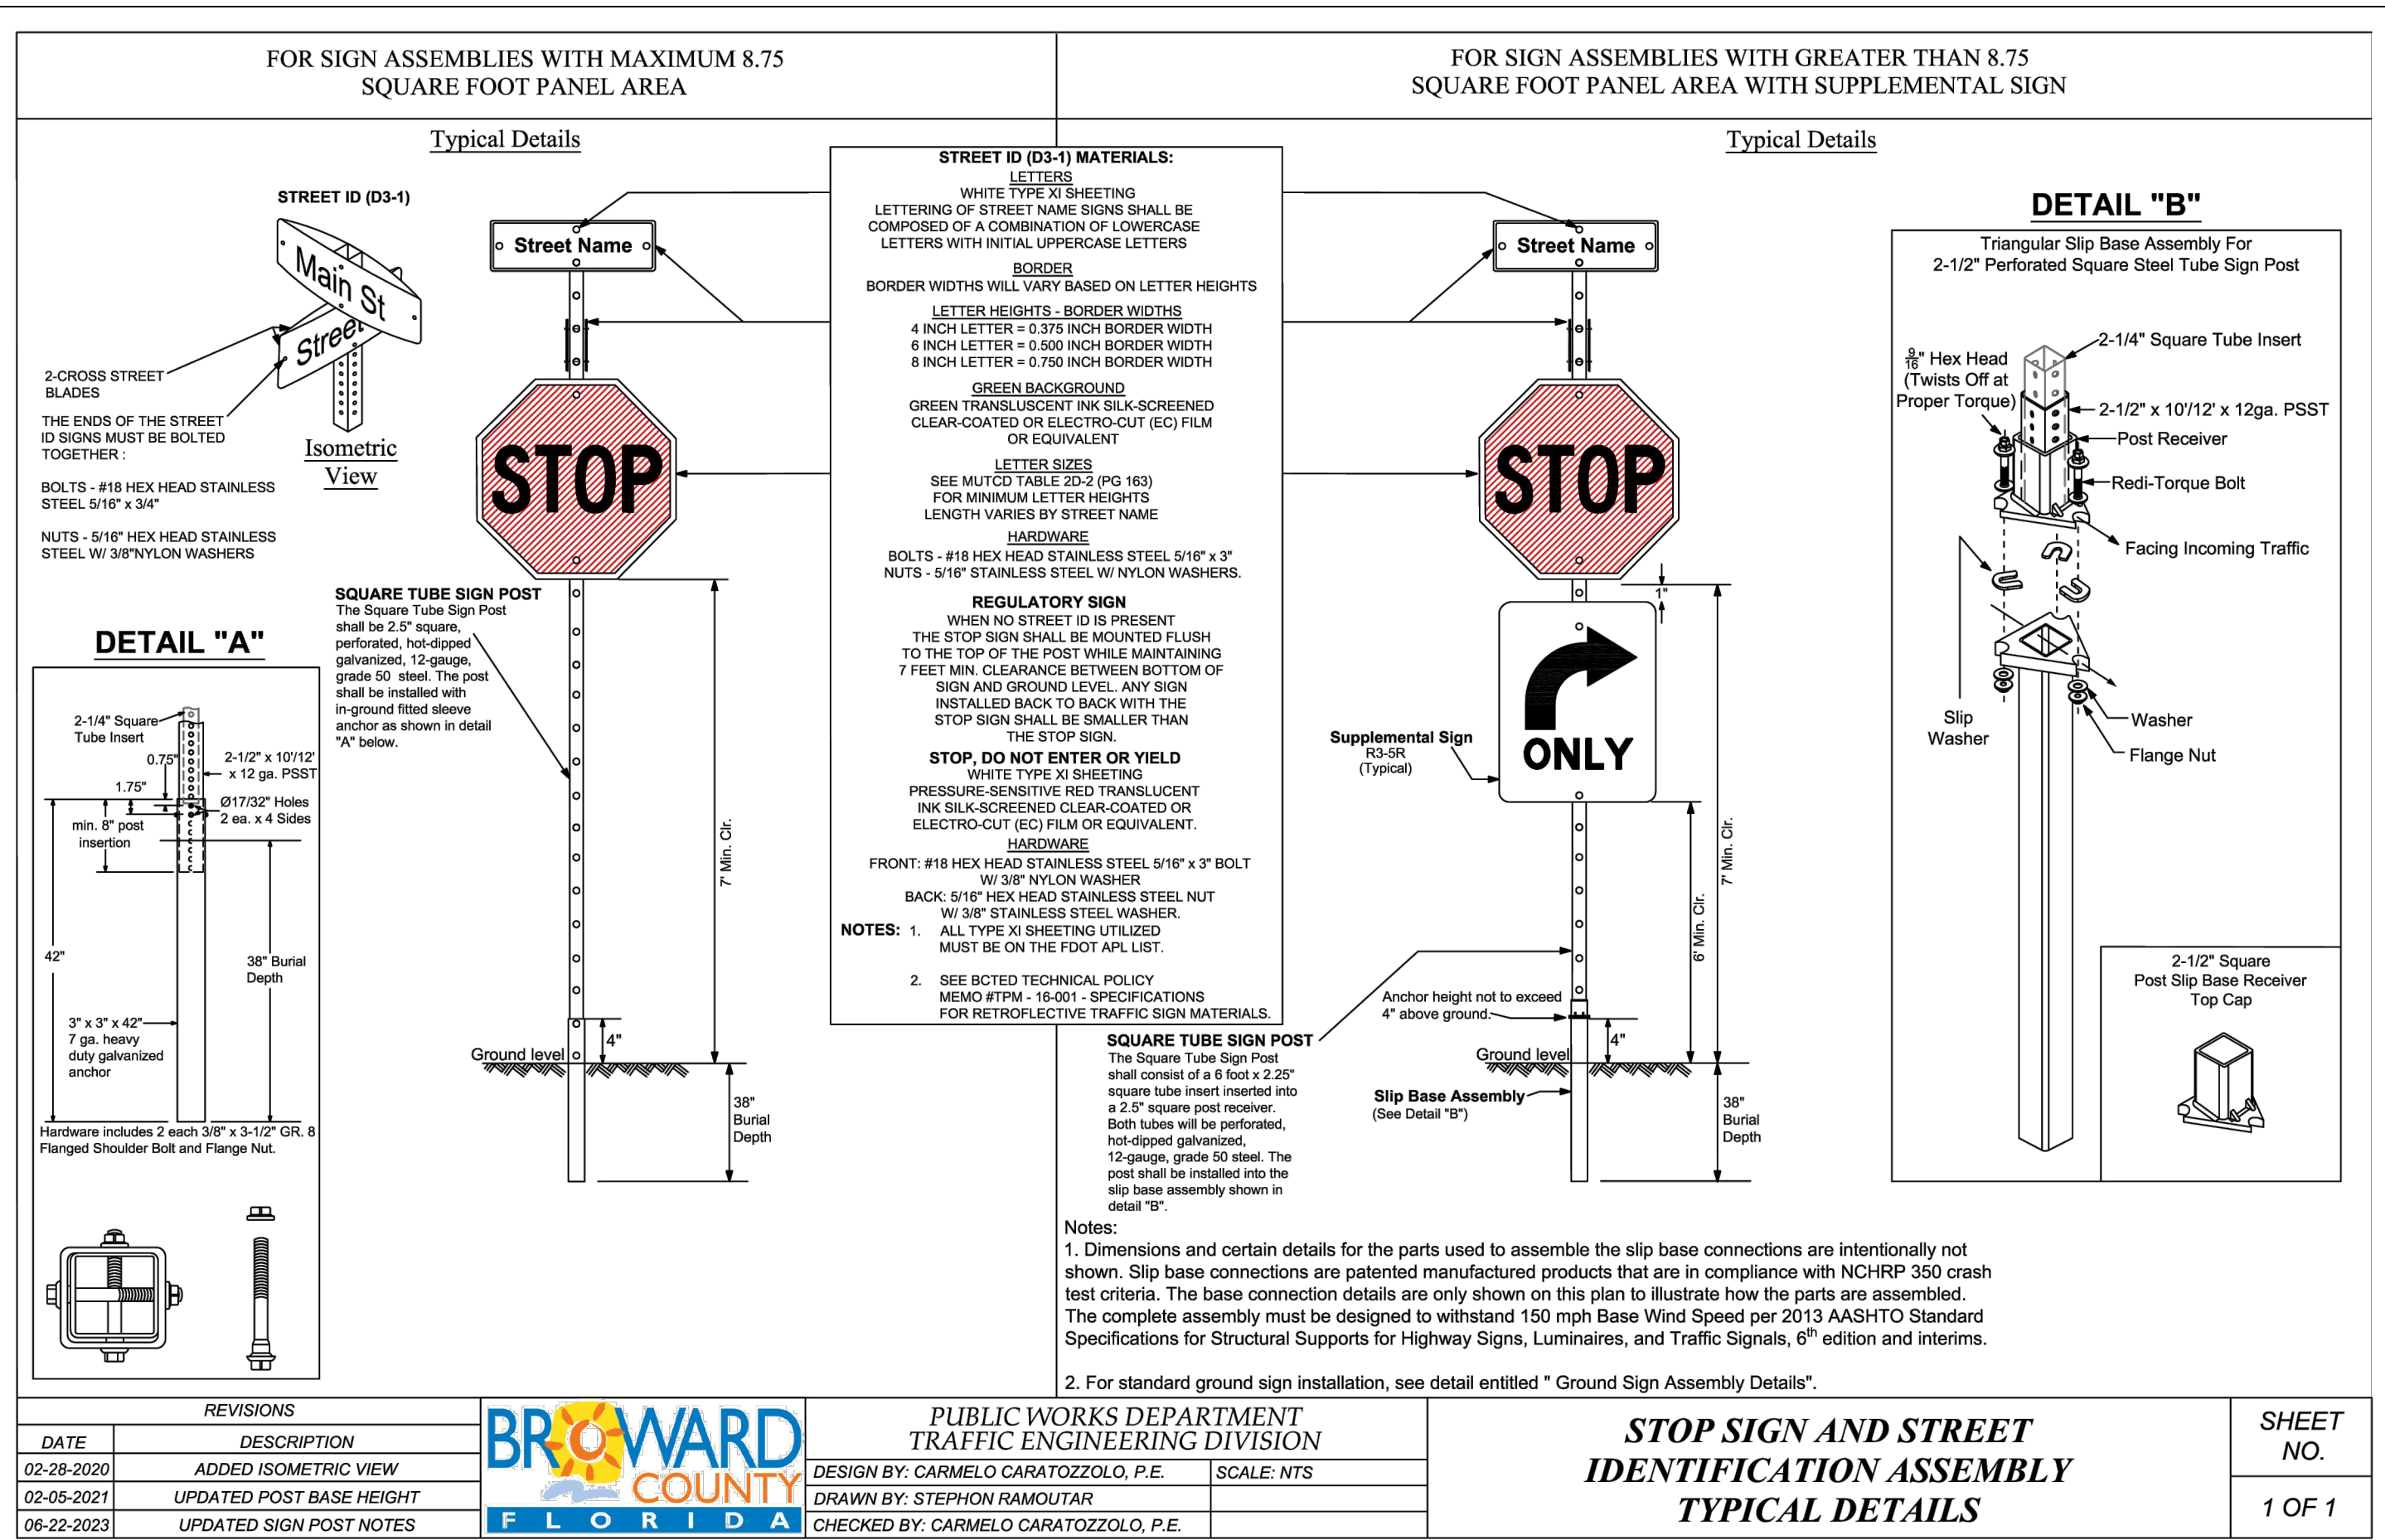 FOR SIGN ASSEMBLIES WITH MAXIMUM 8.75
SQUARE FOOT PANEL AREA
FOR SIGN ASSEMBLIES WITH GREATER THAN 8.75
SQUARE FOOT PANEL AREA WITH SUPPLEMENTAL SIGN
Typical Details
STREET ID (D3-1)
Main St
Street
2-CROSS STREET
BLADES
THE ENDS OF THE STREET
ID SIGNS MUST BE BOLTED
TOGETHER :
BOLTS - #18 HEX HEAD STAINLESS
STEEL 5/16" x 3/4"
NUTS - 5/16" HEX HEAD STAINLESS
STEEL W/ 3/8"NYLON WASHERS
Isometric
View
Street Name
STOP
SQUARE TUBE SIGN POST
The Square Tube Sign Post
shall be 2.5" square,
perforated, hot-dipped
galvanized, 12-gauge,
grade 50 steel. The post
shall be installed with
in-ground fitted sleeve
anchor as shown in detail
"A" below.
7' Min. Clr.
4"
Ground level
38"
Burial
Depth
DETAIL "A"
2-1/4" Square
Tube Insert
0.75"
2-1/2" x 10'/12'
x 12 ga. PSST
1.75"
Ø17/32" Holes
2 ea. x 4 Sides
min. 8" post
insertion
42"
38" Burial
Depth
3" x 3" x 42"
7 ga. heavy
duty galvanized
anchor
Hardware includes 2 each 3/8" x 3-1/2" GR. 8
Flanged Shoulder Bolt and Flange Nut.
STREET ID (D3-1) MATERIALS:
LETTERS
WHITE TYPE XI SHEETING
LETTERING OF STREET NAME SIGNS SHALL BE
COMPOSED OF A COMBINATION OF LOWERCASE
LETTERS WITH INITIAL UPPERCASE LETTERS
BORDER
BORDER WIDTHS WILL VARY BASED ON LETTER HEIGHTS
LETTER HEIGHTS - BORDER WIDTHS
4 INCH LETTER = 0.375 INCH BORDER WIDTH
6 INCH LETTER = 0.500 INCH BORDER WIDTH
8 INCH LETTER = 0.750 INCH BORDER WIDTH
GREEN BACKGROUND
GREEN TRANSLUSCENT INK SILK-SCREENED
CLEAR-COATED OR ELECTRO-CUT (EC) FILM
OR EQUIVALENT
LETTER SIZES
SEE MUTCD TABLE 2D-2 (PG 163)
FOR MINIMUM LETTER HEIGHTS
LENGTH VARIES BY STREET NAME
HARDWARE
BOLTS - #18 HEX HEAD STAINLESS STEEL 5/16" x 3"
NUTS - 5/16" STAINLESS STEEL W/ NYLON WASHERS.
REGULATORY SIGN
WHEN NO STREET ID IS PRESENT
THE STOP SIGN SHALL BE MOUNTED FLUSH
TO THE TOP OF THE POST WHILE MAINTAINING
7 FEET MIN. CLEARANCE BETWEEN BOTTOM OF
SIGN AND GROUND LEVEL. ANY SIGN
INSTALLED BACK TO BACK WITH THE
STOP SIGN SHALL BE SMALLER THAN
THE STOP SIGN.
STOP, DO NOT ENTER OR YIELD
WHITE TYPE XI SHEETING
PRESSURE-SENSITIVE RED TRANSLUCENT
INK SILK-SCREENED CLEAR-COATED OR
ELECTRO-CUT (EC) FILM OR EQUIVALENT.
HARDWARE
FRONT: #18 HEX HEAD STAINLESS STEEL 5/16" x 3" BOLT
W/ 3/8" NYLON WASHER
BACK: 5/16" HEX HEAD STAINLESS STEEL NUT
W/ 3/8" STAINLESS STEEL WASHER.
NOTES: 1. ALL TYPE XI SHEETING UTILIZED
MUST BE ON THE FDOT APL LIST.
2. SEE BCTED TECHNICAL POLICY
MEMO #TPM - 16-001 - SPECIFICATIONS
FOR RETROFLECTIVE TRAFFIC SIGN MATERIALS.
Typical Details
Street Name
STOP
1"
ONLY
Supplemental Sign
R3-5R
(Typical)
7' Min. Clr.
6' Min. Clr.
Anchor height not to exceed
4" above ground.
4"
Ground level
Slip Base Assembly
(See Detail "B")
38"
Burial
Depth
SQUARE TUBE SIGN POST
The Square Tube Sign Post
shall consist of a 6 foot x 2.25"
square tube insert inserted into
a 2.5" square post receiver.
Both tubes will be perforated,
hot-dipped galvanized,
12-gauge, grade 50 steel. The
post shall be installed into the
slip base assembly shown in
detail "B".
DETAIL "B"
Triangular Slip Base Assembly For
2-1/2" Perforated Square Steel Tube Sign Post
2-1/4" Square Tube Insert
9/16" Hex Head
(Twists Off at
Proper Torque)
2-1/2" x 10'/12' x 12ga. PSST
Post Receiver
Redi-Torque Bolt
Facing Incoming Traffic
Slip
Washer
Washer
Flange Nut
2-1/2" Square
Post Slip Base Receiver
Top Cap
Notes:
1. Dimensions and certain details for the parts used to assemble the slip base connections are intentionally not
shown. Slip base connections are patented manufactured products that are in compliance with NCHRP 350 crash
test criteria. The base connection details are only shown on this plan to illustrate how the parts are assembled.
The complete assembly must be designed to withstand 150 mph Base Wind Speed per 2013 AASHTO Standard
Specifications for Structural Supports for Highway Signs, Luminaires, and Traffic Signals, 6th edition and interims.
2. For standard ground sign installation, see detail entitled " Ground Sign Assembly Details".
REVISIONS
DATE DESCRIPTION
02-28-2020 ADDED ISOMETRIC VIEW
02-05-2021 UPDATED POST BASE HEIGHT
06-22-2023 UPDATED SIGN POST NOTES
BROWARD
COUNTY
FLORIDA
PUBLIC WORKS DEPARTMENT
TRAFFIC ENGINEERING DIVISION
DESIGN BY: CARMELO CARATOZZOLO, P.E. SCALE: NTS
DRAWN BY: STEPHON RAMOUTAR
CHECKED BY: CARMELO CARATOZZOLO, P.E.
STOP SIGN AND STREET
IDENTIFICATION ASSEMBLY
TYPICAL DETAILS
SHEET
NO.
1 OF 1